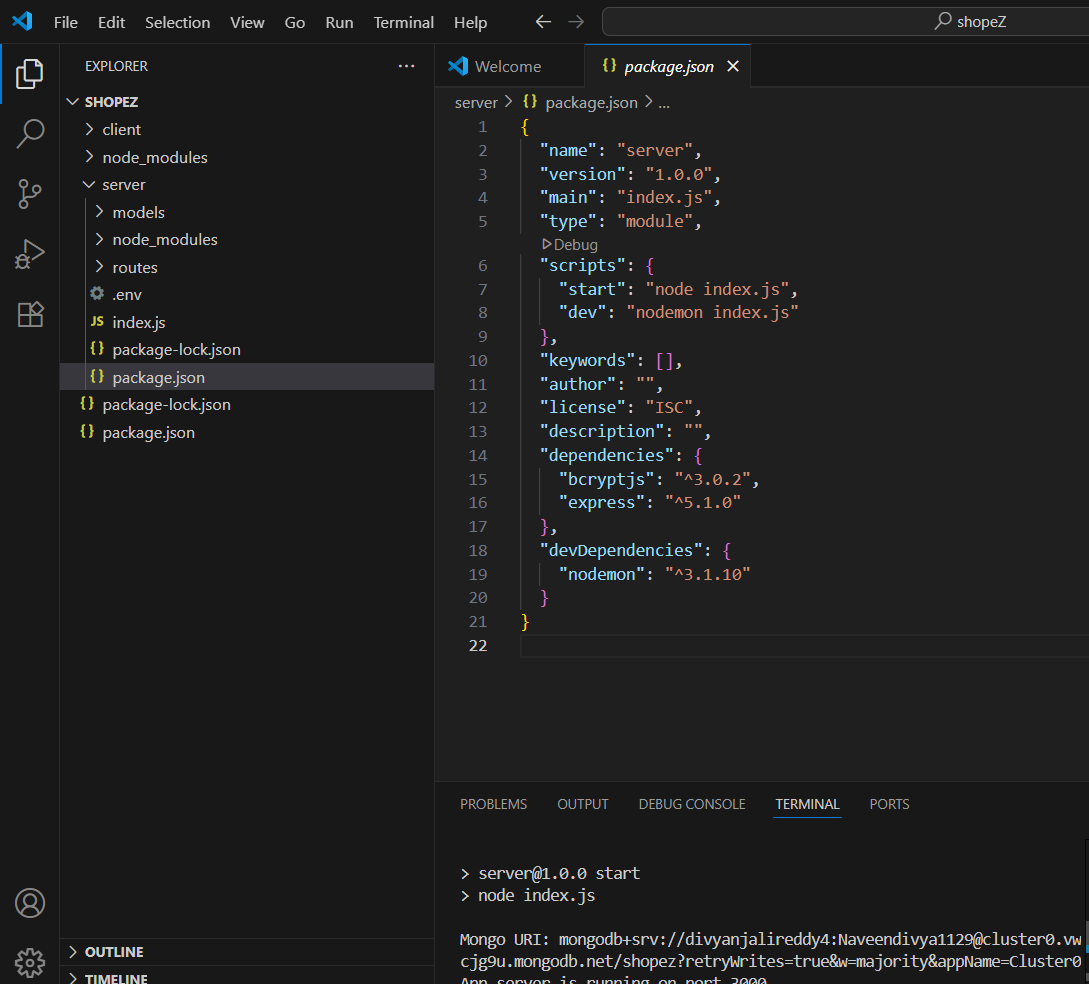 File Edit Selection View Go Run Terminal Help
shopeZ
EXPLORER
SHOPEZ
client
node_modules
server
models
node_modules
routes
.env
JS index.js
{} package-lock.json
{} package.json
{} package-lock.json
{} package.json
OUTLINE
TIMELINE
Welcome
{} package.json
server > {} package.json > ...
1 {
2 "name": "server",
3 "version": "1.0.0",
4 "main": "index.js",
5 "type": "module",
Debug
6 "scripts": {
7 "start": "node index.js",
8 "dev": "nodemon index.js"
9 },
10 "keywords": [],
11 "author": "",
12 "license": "ISC",
13 "description": "",
14 "dependencies": {
15 "bcryptjs": "^3.0.2",
16 "express": "^5.1.0"
17 },
18 "devDependencies": {
19 "nodemon": "^3.1.10"
20 }
21 }
22
PROBLEMS OUTPUT DEBUG CONSOLE TERMINAL PORTS
> server@1.0.0 start
> node index.js
Mongo URI: mongodb+srv://divyanjalireddy4:Naveendivya1129@cluster0.vw
cjg9u.mongodb.net/shopez?retryWrites=true&w=majority&appName=Cluster0
App server is running on port 3000